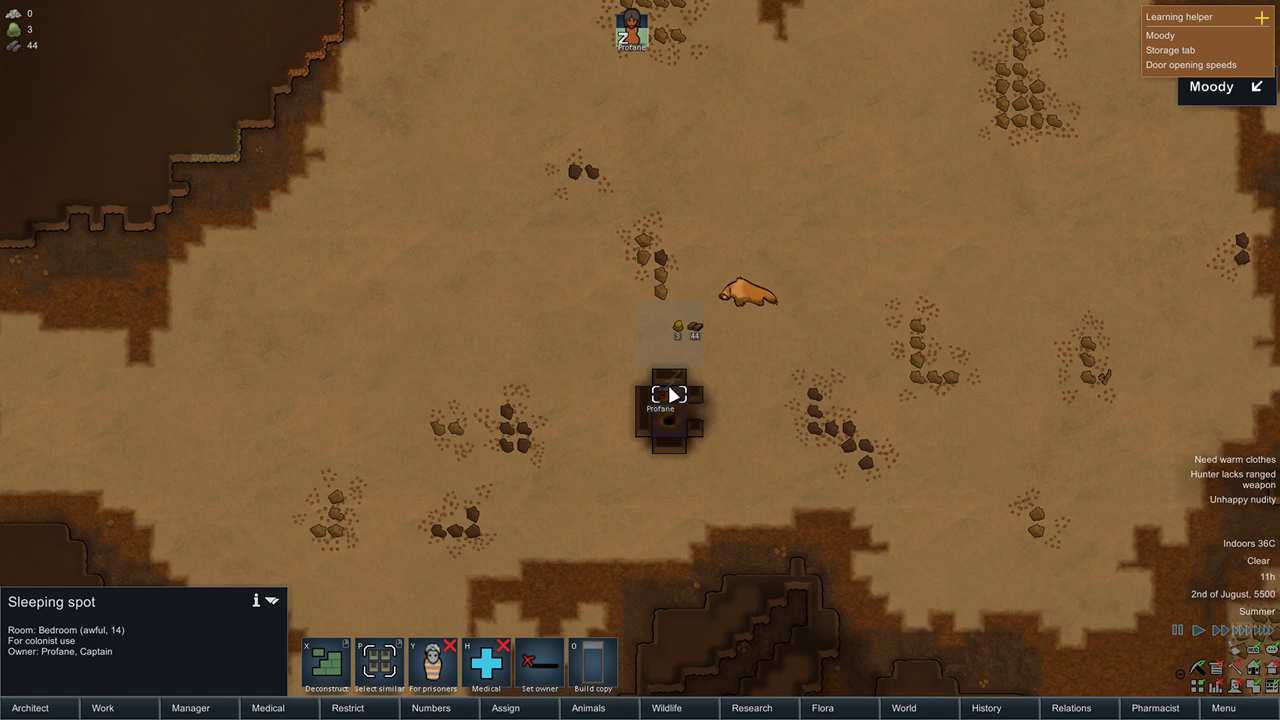 0
3
44
Z
Profane
Learning helper
Moody
Storage tab
Door opening speeds
Moody
3
44
Profane
Need warm clothes
Hunter lacks ranged
weapon
Unhappy nudity
Indoors 36C
Clear
11h
2nd of Jugust, 5500
Summer
Sleeping spot
Room: Bedroom (awful, 14)
For colonist use
Owner: Profane, Captain
X
P
Y
H
O
Deconstruct
Select similar
For prisoners
Medical
Set owner
Build copy
Architect
Work
Manager
Medical
Restrict
Numbers
Assign
Animals
Wildlife
Research
Flora
World
History
Relations
Pharmacist
Menu